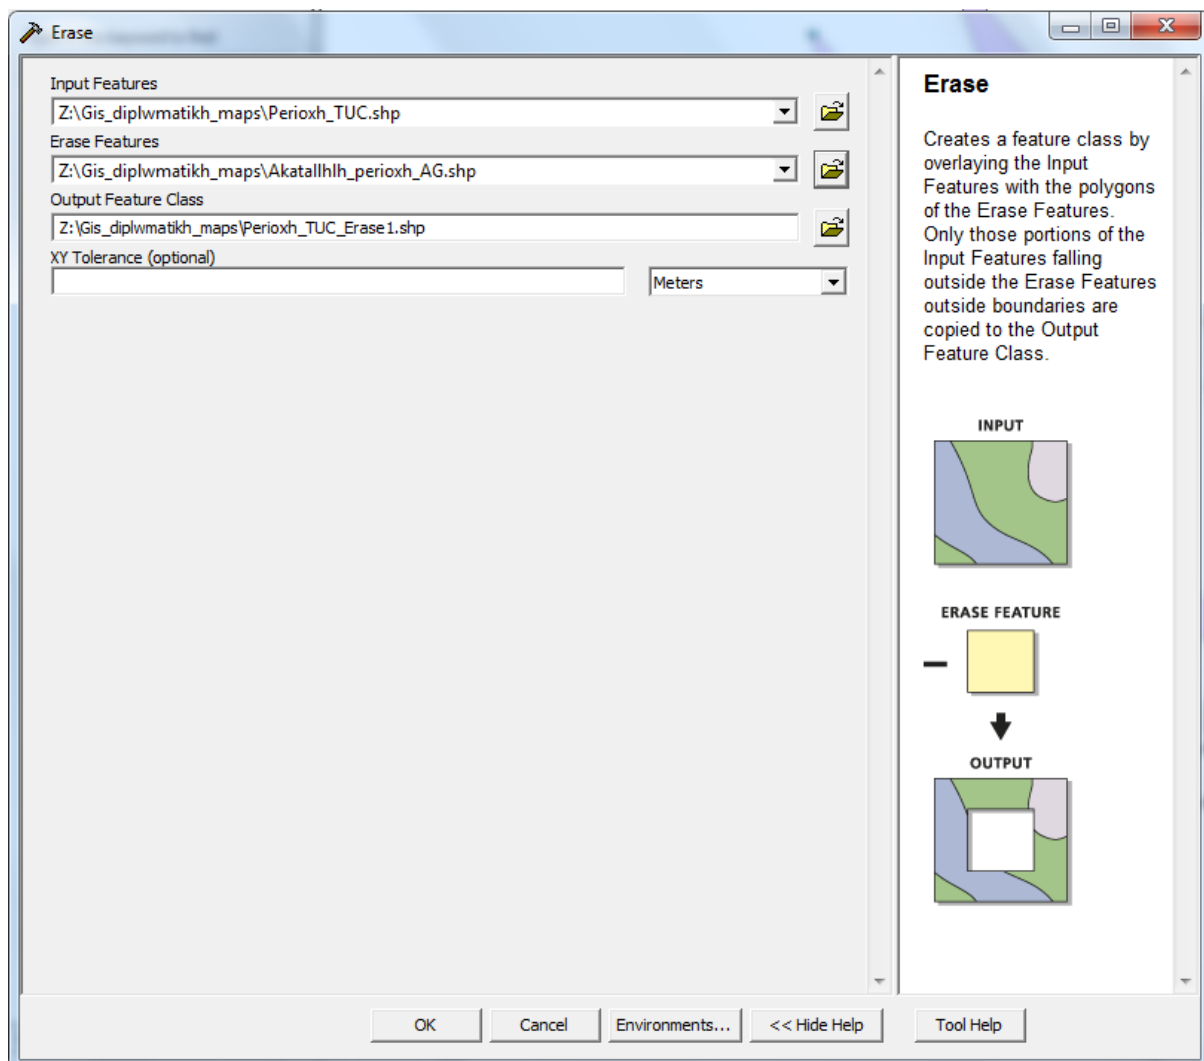 Erase
Input Features
Z:\Gis_diplwmatikh_maps\Perioxh_TUC.shp
Erase Features
Z:\Gis_diplwmatikh_maps\Akatallhlh_perioxh_AG.shp
Output Feature Class
Z:\Gis_diplwmatikh_maps\Perioxh_TUC_Erase1.shp
XY Tolerance (optional)
Meters
Erase
Creates a feature class by
overlaying the Input
Features with the polygons
of the Erase Features.
Only those portions of the
Input Features falling
outside the Erase Features
outside boundaries are
copied to the Output
Feature Class.
INPUT
ERASE FEATURE
OUTPUT
OK
Cancel
Environments...
<< Hide Help
Tool Help